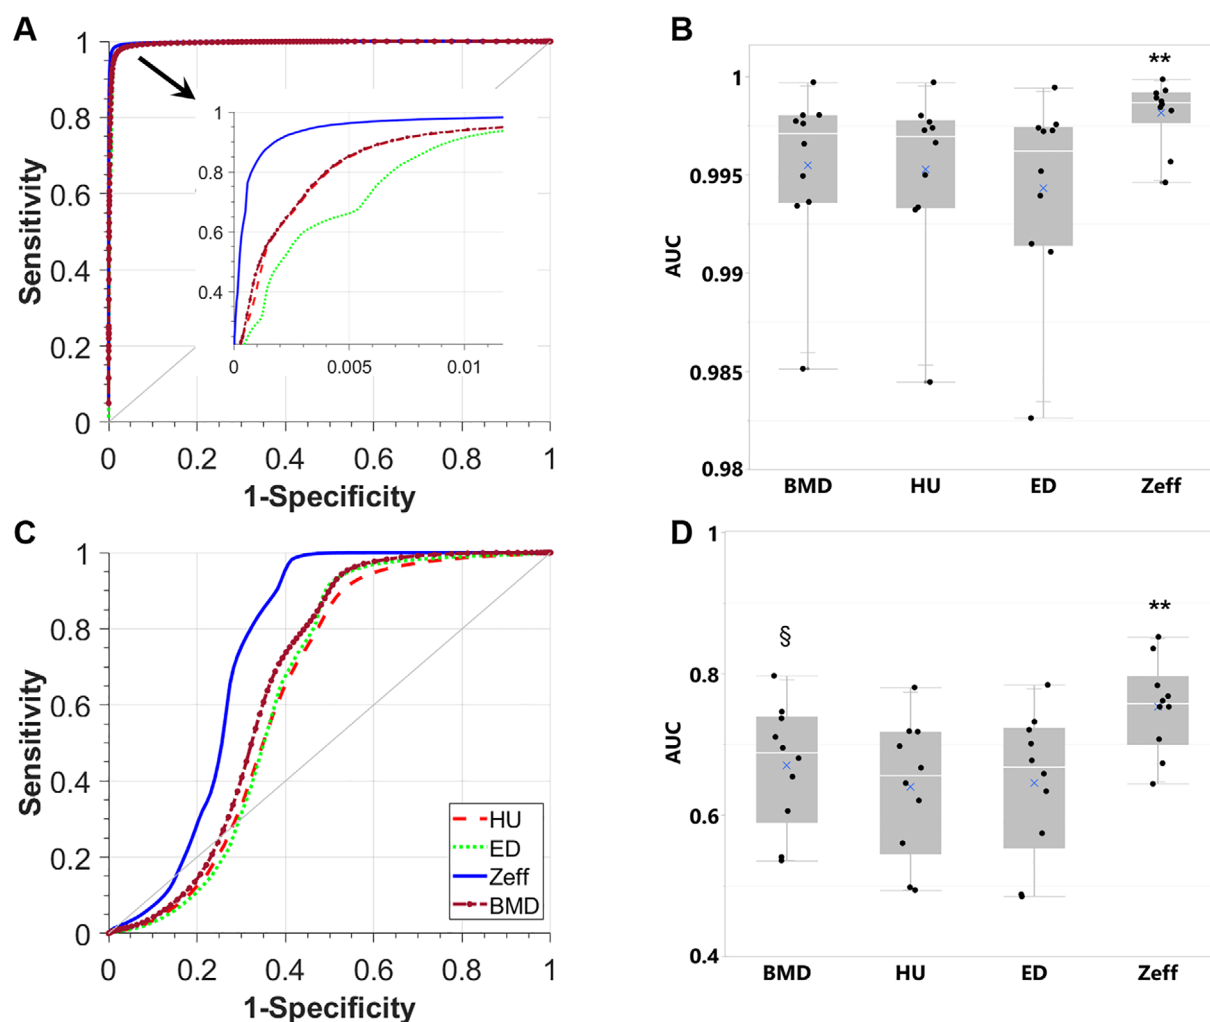 A
Sensitivity
1
0.8
0.6
0.4
0.2
0
0 0.2 0.4 0.6 0.8 1
1-Specificity
1
0.8
0.6
0.4
0 0.005 0.01
B
AUC
1
0.995
0.99
0.985
0.98
**
BMD HU ED Zeff
C
Sensitivity
1
0.8
0.6
0.4
0.2
0
0 0.2 0.4 0.6 0.8 1
1-Specificity
HU
ED
Zeff
BMD
D
AUC
1
0.8
0.6
0.4
§
**
BMD HU ED Zeff